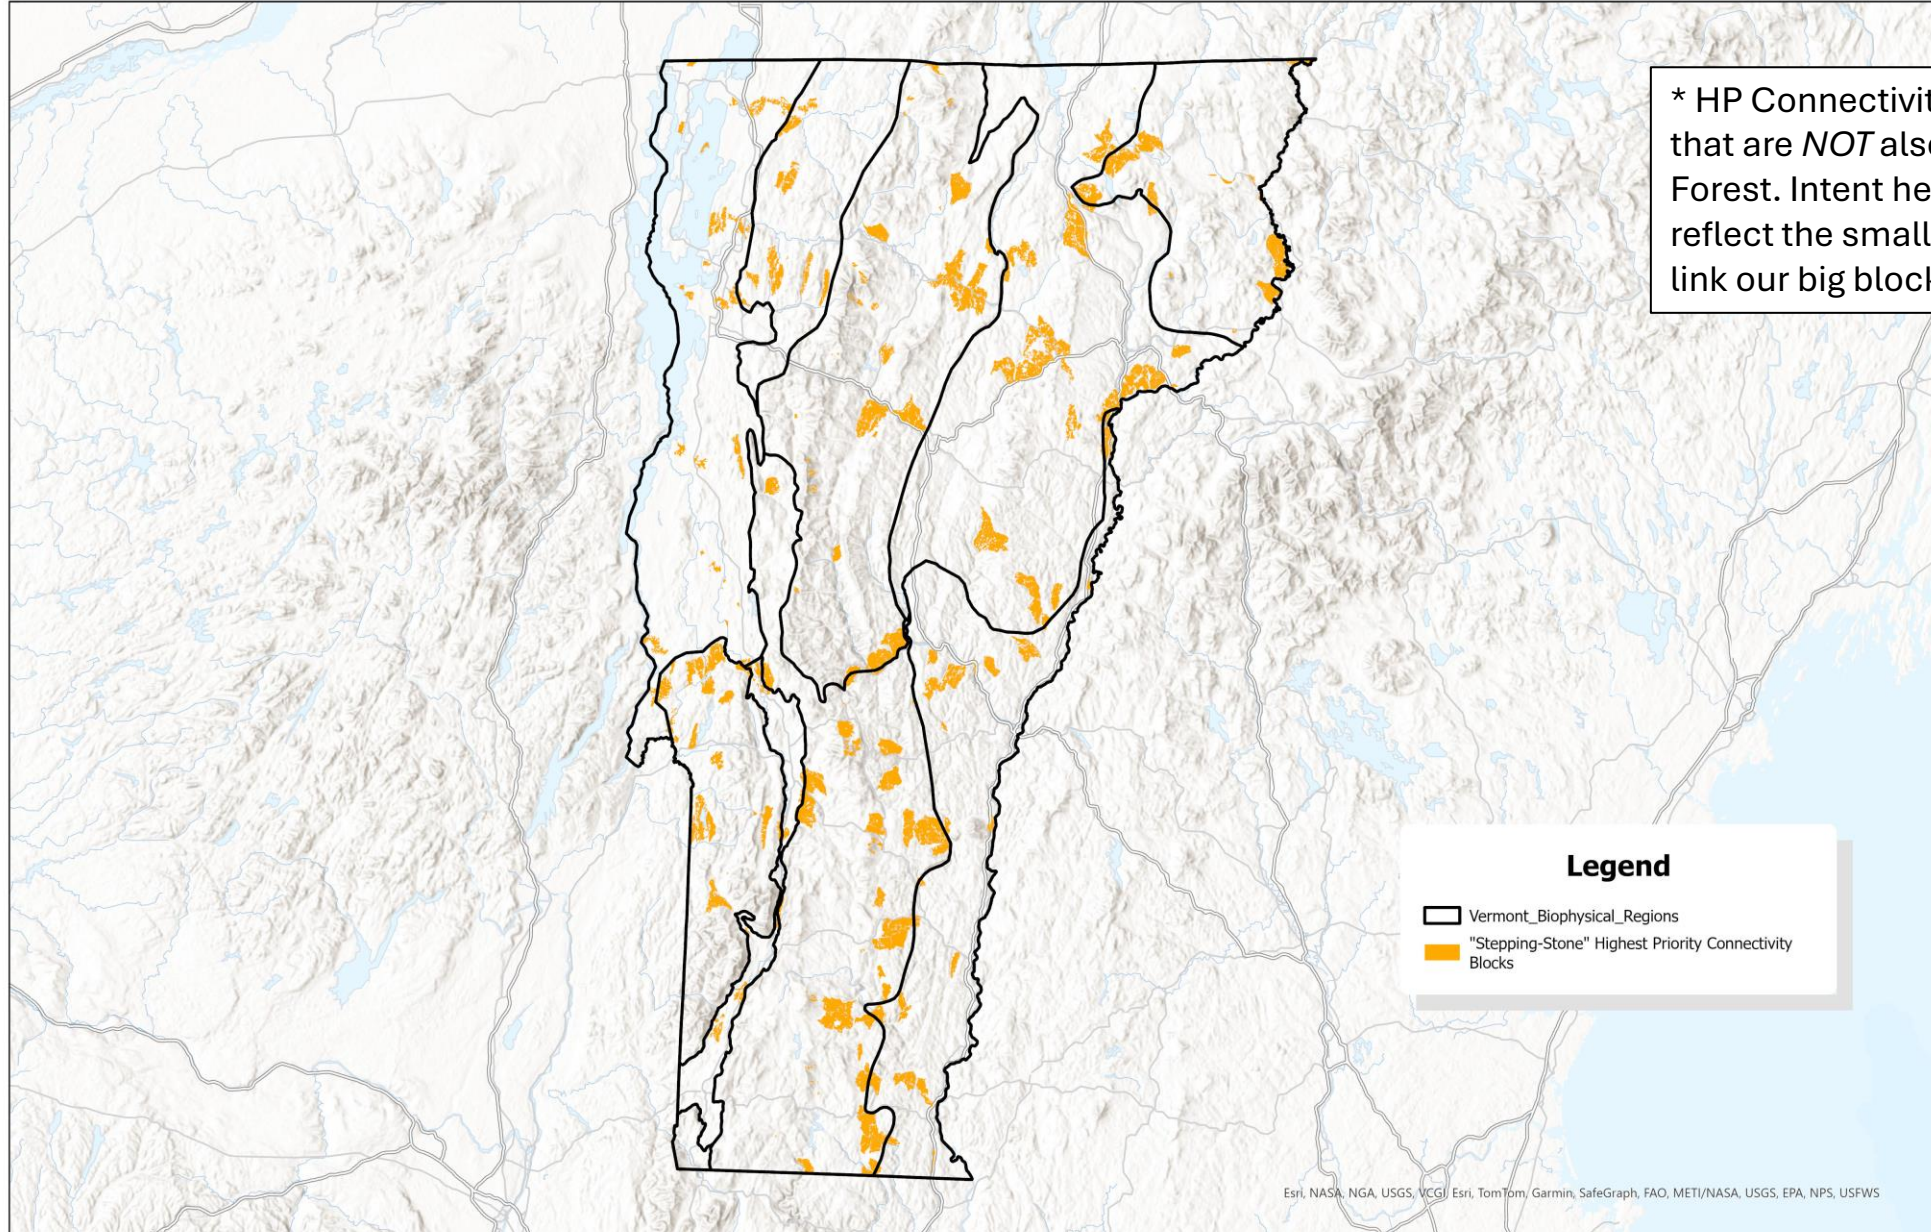 * HP Connectivit
that are NOT also
Forest. Intent he
reflect the small
link our big block
Legend
Vermont_Biophysical_Regions
"Stepping-Stone" Highest Priority Connectivity
Blocks
Esri, NASA, NGA, USGS, VCGI, Esri, TomTom, Garmin, SafeGraph, FAO, METI/NASA, USGS, EPA, NPS, USFWS